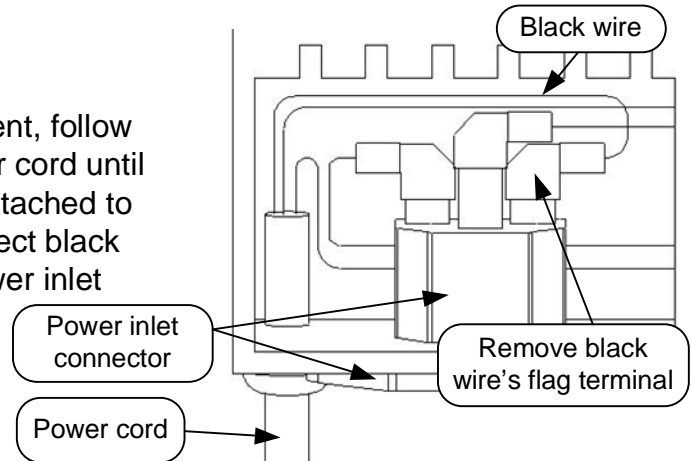 Black wire
ent, follow
r cord until
tached to
ect black
wer inlet
Power inlet
connector
Remove black
wire's flag terminal
Power cord